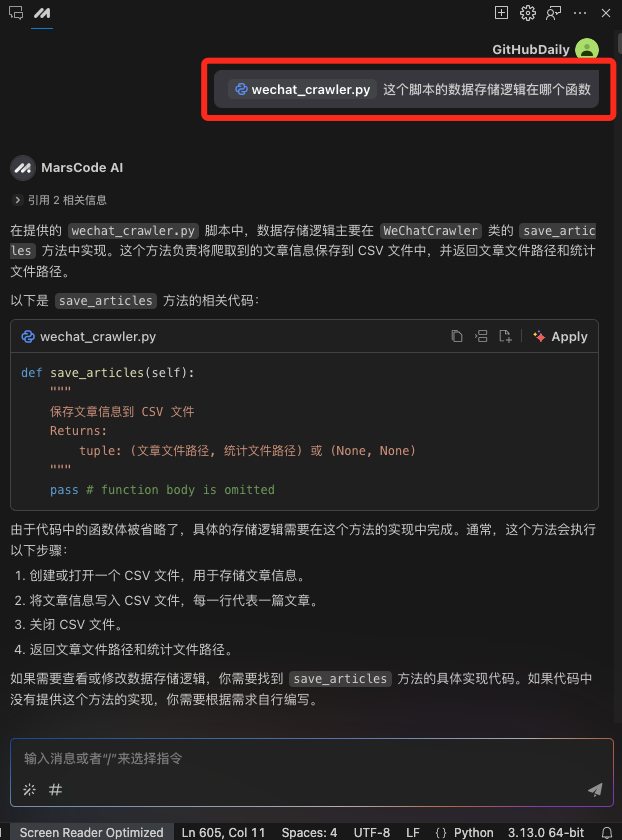 GitHubDaily
wechat_crawler.py 这个脚本的数据存储逻辑在哪个函数
MarsCode AI
引用 2 相关信息
在提供的 wechat_crawler.py 脚本中，数据存储逻辑主要在 WeChatCrawler 类的 save_artic
les 方法中实现。这个方法负责将爬取到的文章信息保存到 CSV 文件中，并返回文章文件路径和统计
文件路径。
以下是 save_articles 方法的相关代码：
wechat_crawler.py Apply
def save_articles(self):
"""
保存文章信息到 CSV 文件
Returns:
tuple: (文章文件路径, 统计文件路径) 或 (None, None)
"""
pass # function body is omitted
由于代码中的函数体被省略了，具体的存储逻辑需要在这个方法的实现中完成。通常，这个方法会执行
以下步骤：
1. 创建或打开一个 CSV 文件，用于存储文章信息。
2. 将文章信息写入 CSV 文件，每一行代表一篇文章。
3. 关闭 CSV 文件。
4. 返回文章文件路径和统计文件路径。
如果需要查看或修改数据存储逻辑，你需要找到 save_articles 方法的具体实现代码。如果代码中
没有提供这个方法的实现，你需要根据需求自行编写。
输入消息或者“/”来选择指令
Screen Reader Optimized Ln 605, Col 11 Spaces: 4 UTF-8 LF {} Python 3.13.0 64-bit